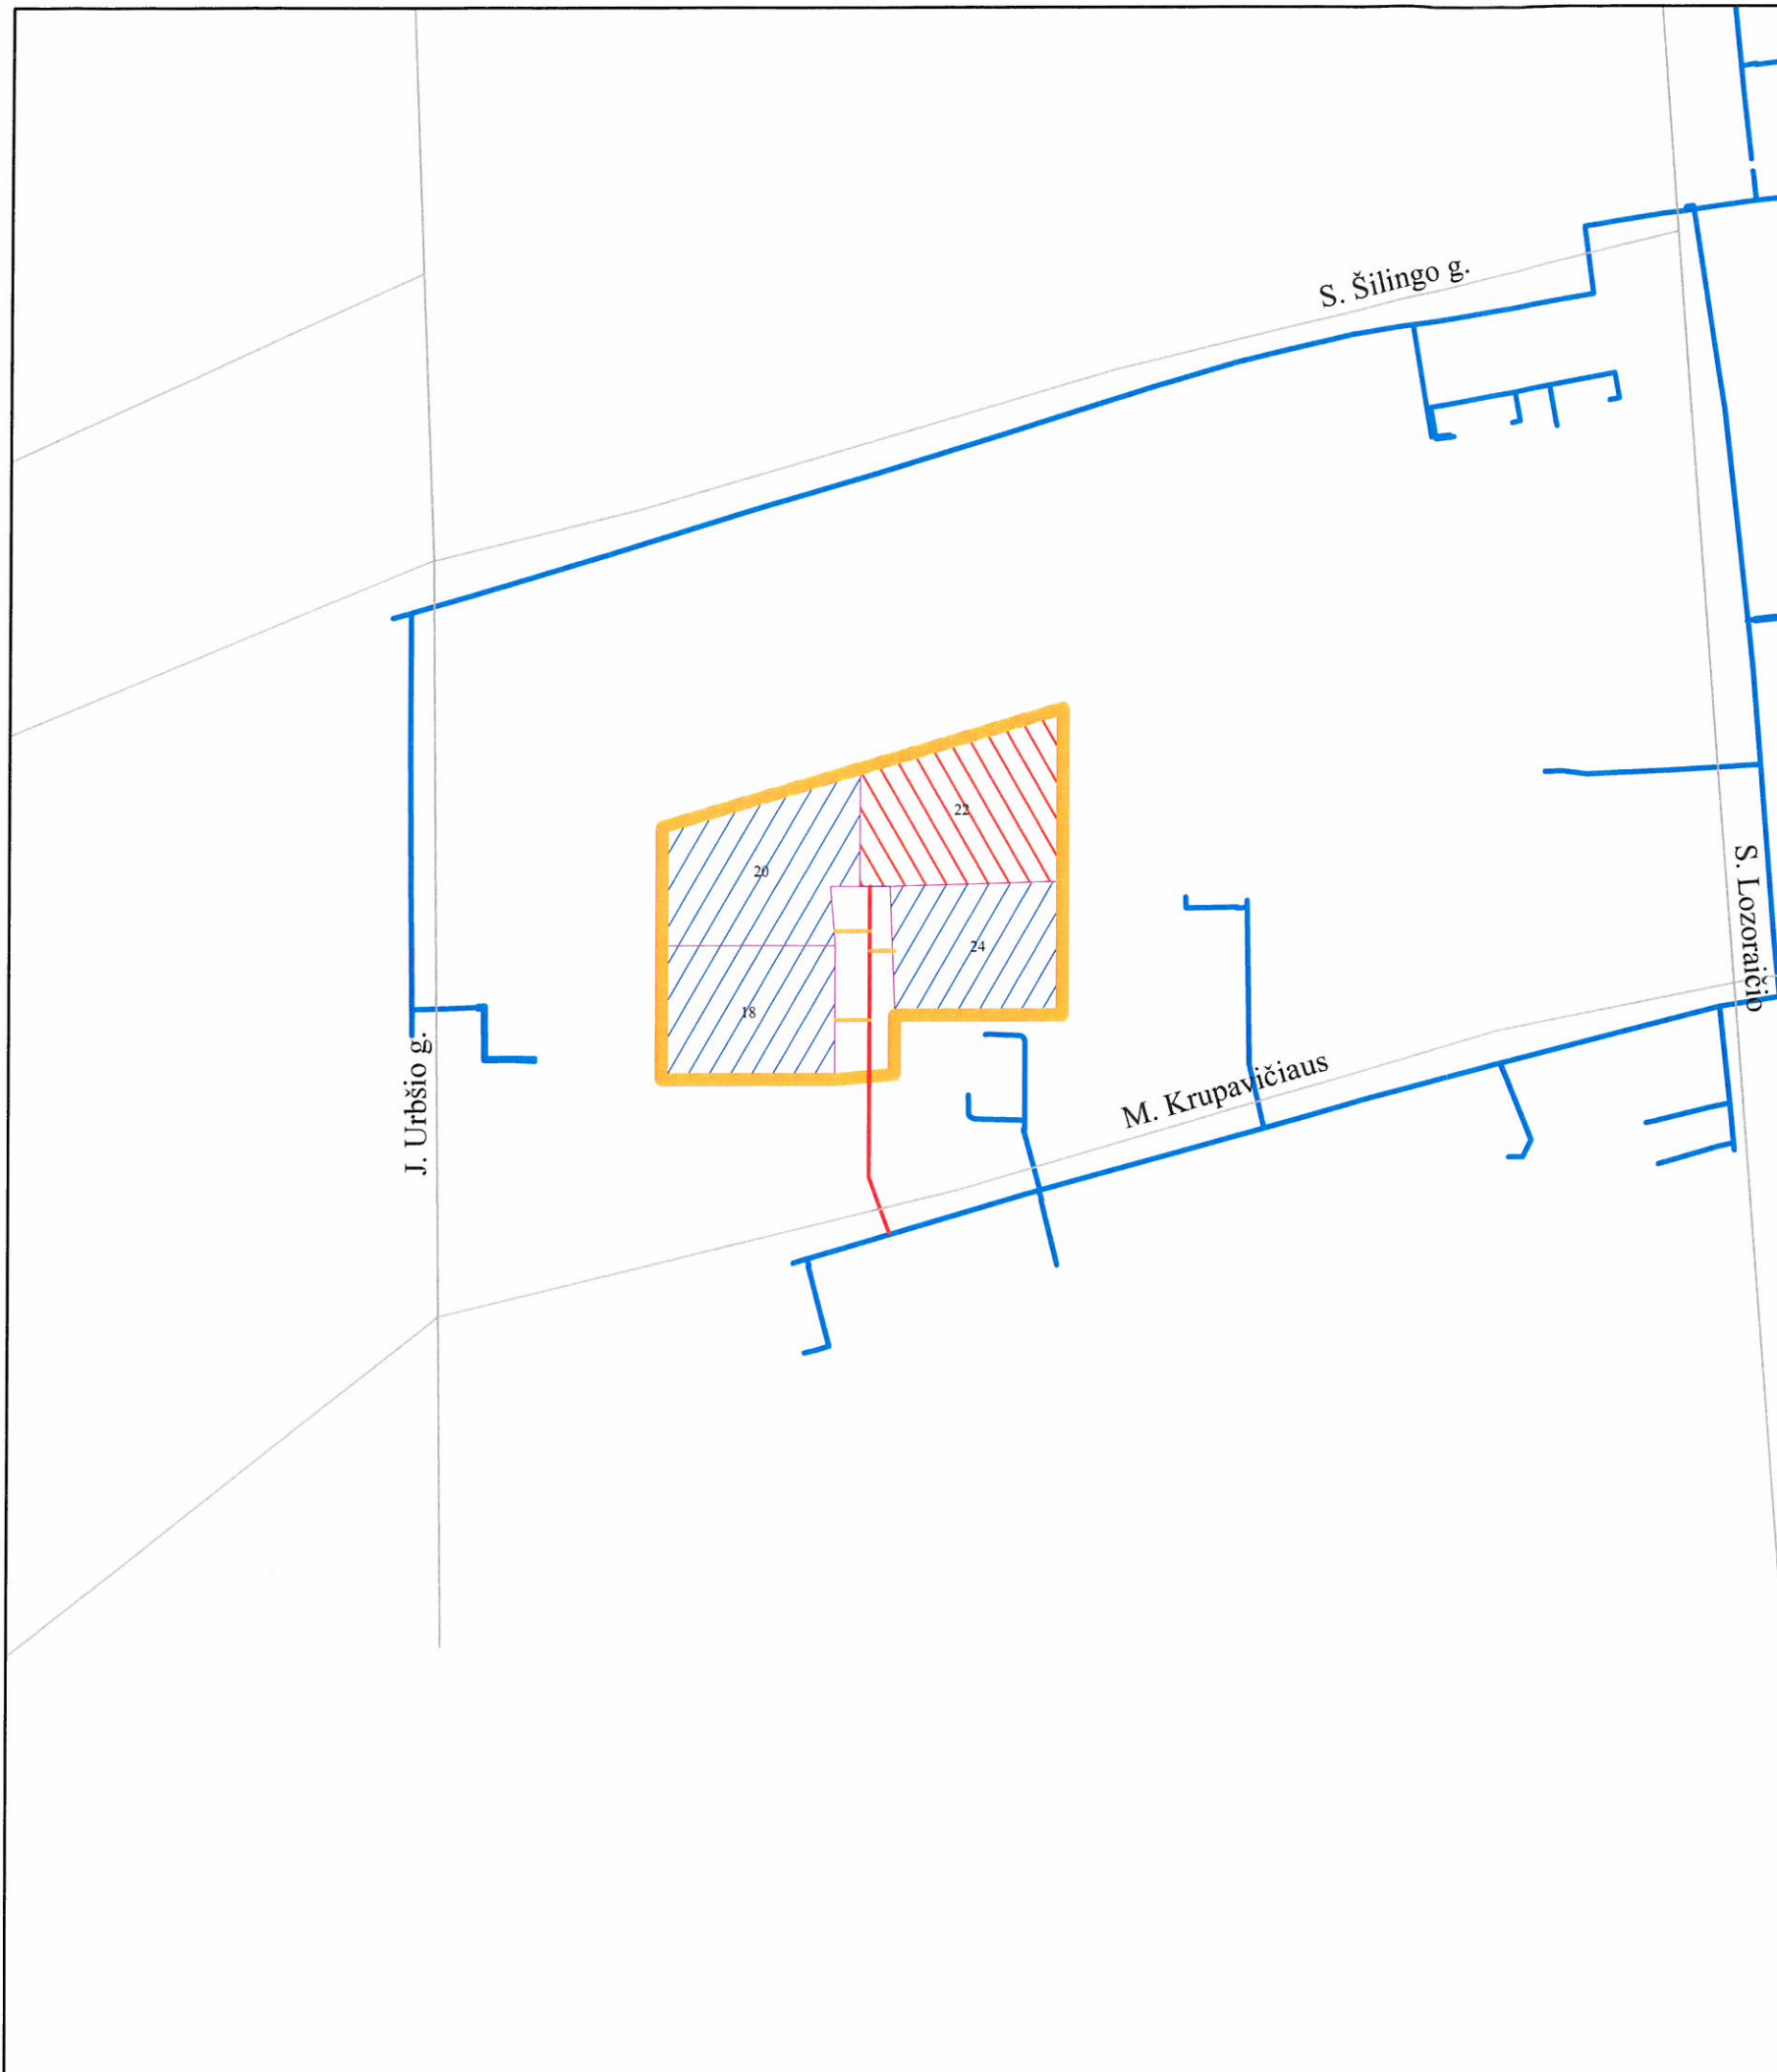 S. Šilingo g.
22
20
S. Lozoraičio
24
18
J. Urbšio g.
M. Krupavičiaus